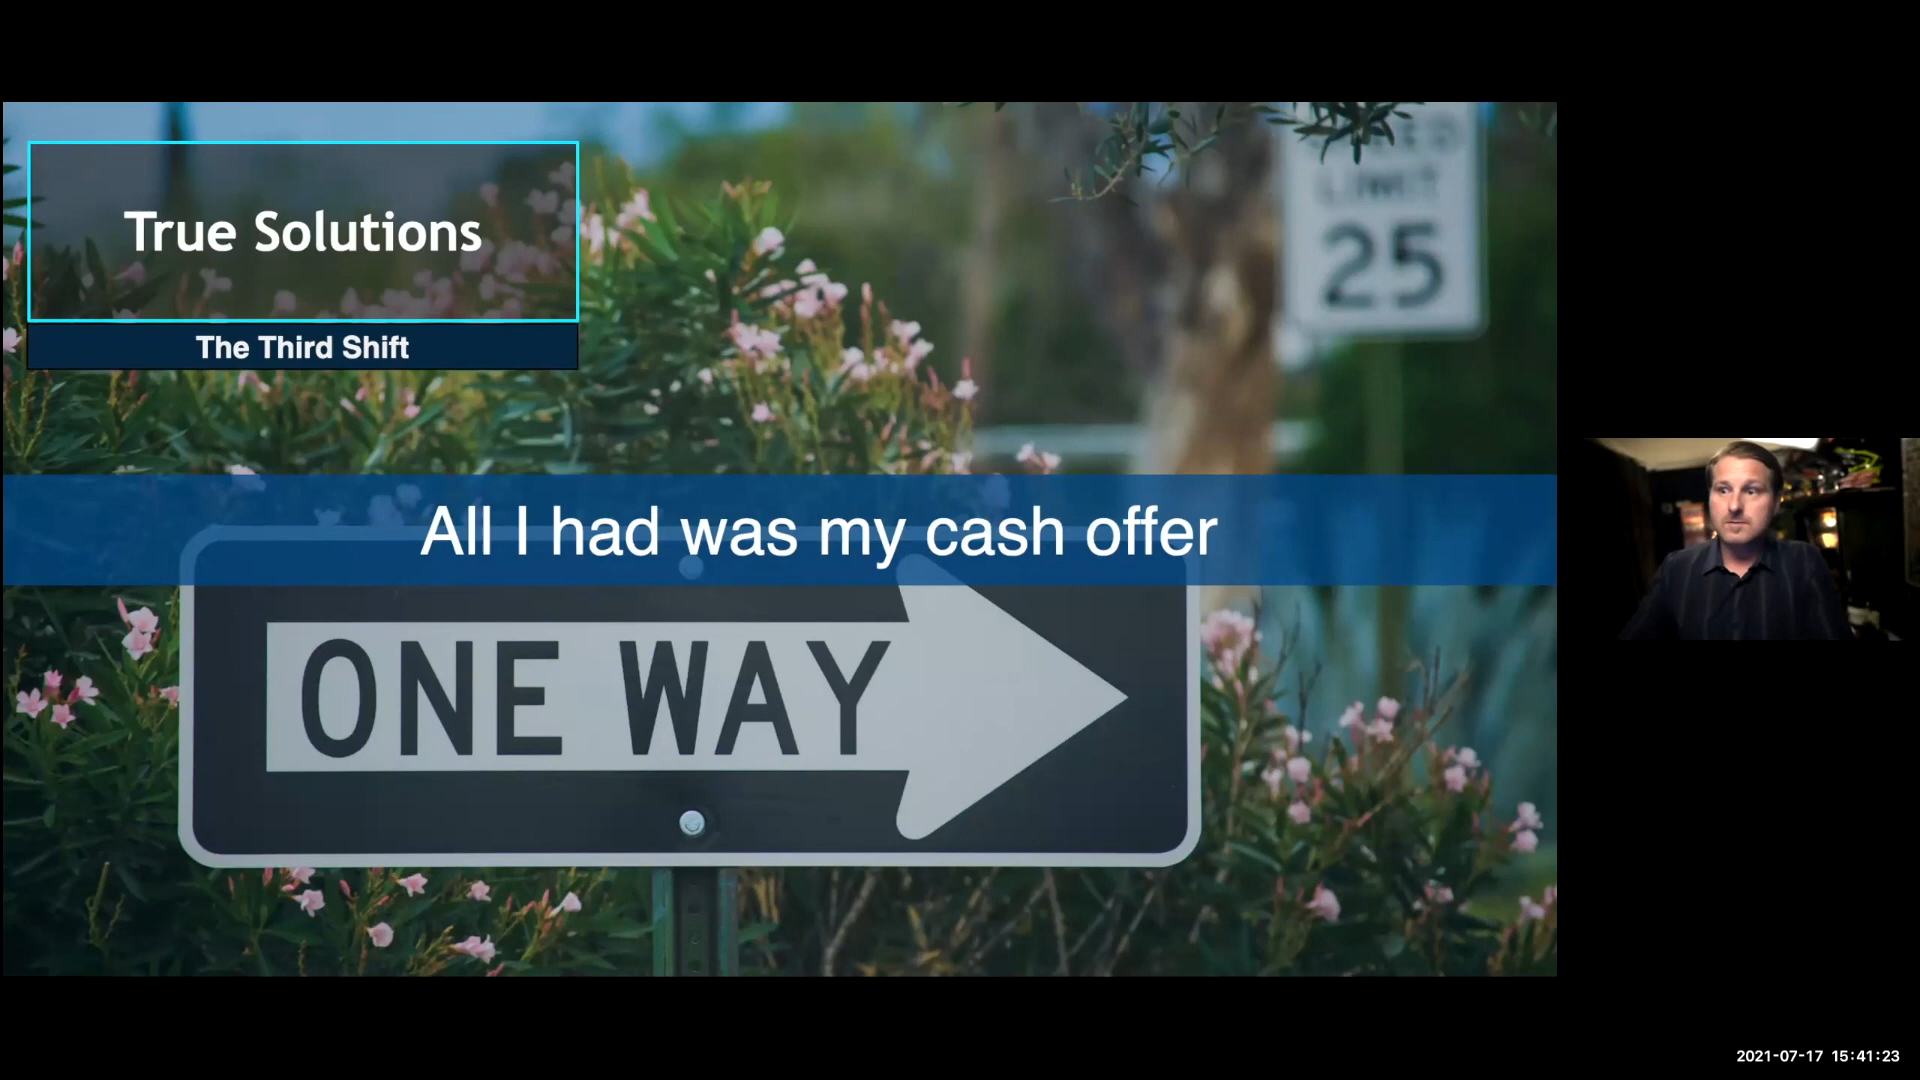 True Solutions
The Third Shift
LIMIT
25
All I had was my cash offer
ONE WAY
2021-07-17 15:41:23